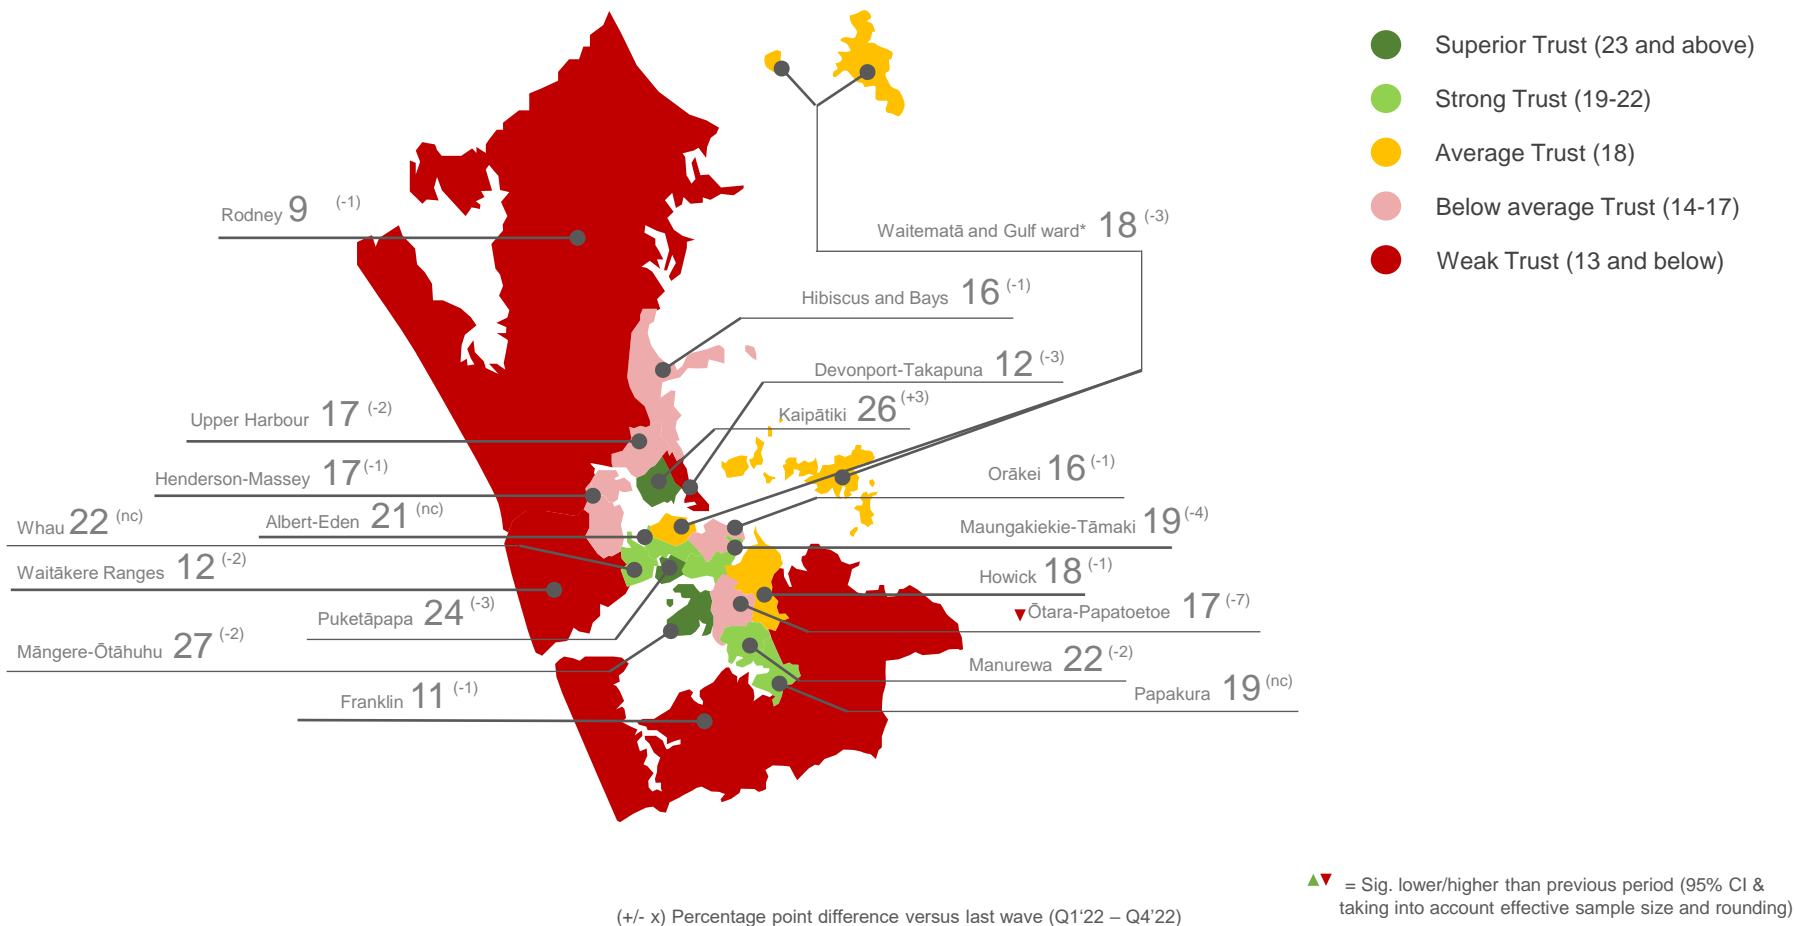 Superior Trust (23 and above)
Strong Trust (19-22)
Average Trust (18)
Below average Trust (14-17)
Weak Trust (13 and below)
Rodney 9 (-1)
Waitematā and Gulf ward* 18 (-3)
Hibiscus and Bays 16 (-1)
Devonport-Takapuna 12 (-3)
Kaipātiki 26 (+3)
Upper Harbour 17 (-2)
Henderson-Massey 17 (-1)
Orākei 16 (-1)
Whau 22 (nc)
Albert-Eden 21 (nc)
Maungakiekie-Tāmaki 19 (-4)
Waitākere Ranges 12 (-2)
Howick 18 (-1)
Puketāpapa 24 (-3)
▼Ōtara-Papatoetoe 17 (-7)
Māngere-Ōtāhuhu 27 (-2)
Manurewa 22 (-2)
Franklin 11 (-1)
Papakura 19 (nc)
▲▼ = Sig. lower/higher than previous period (95% CI &
taking into account effective sample size and rounding)
(+/- x) Percentage point difference versus last wave (Q1'22 – Q4'22)